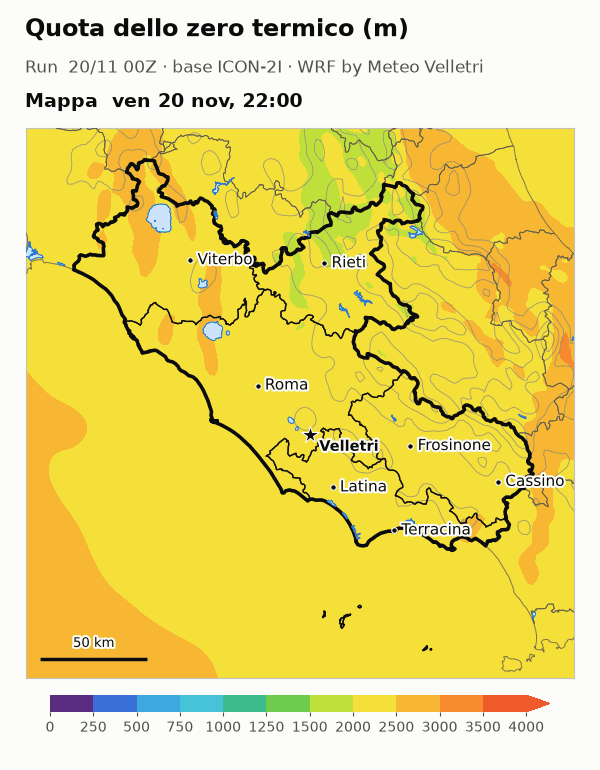 Quota dello zero termico (m)
Run  20/11 00Z · base ICON-2I · WRF by Meteo Velletri
Mappa  ven 20 nov, 22:00
Viterbo
Rieti
Roma
Velletri
Frosinone
Latina
Cassino
Terracina
50 km
0 250 500 750 1000 1250 1500 2000 2500 3000 3500 4000